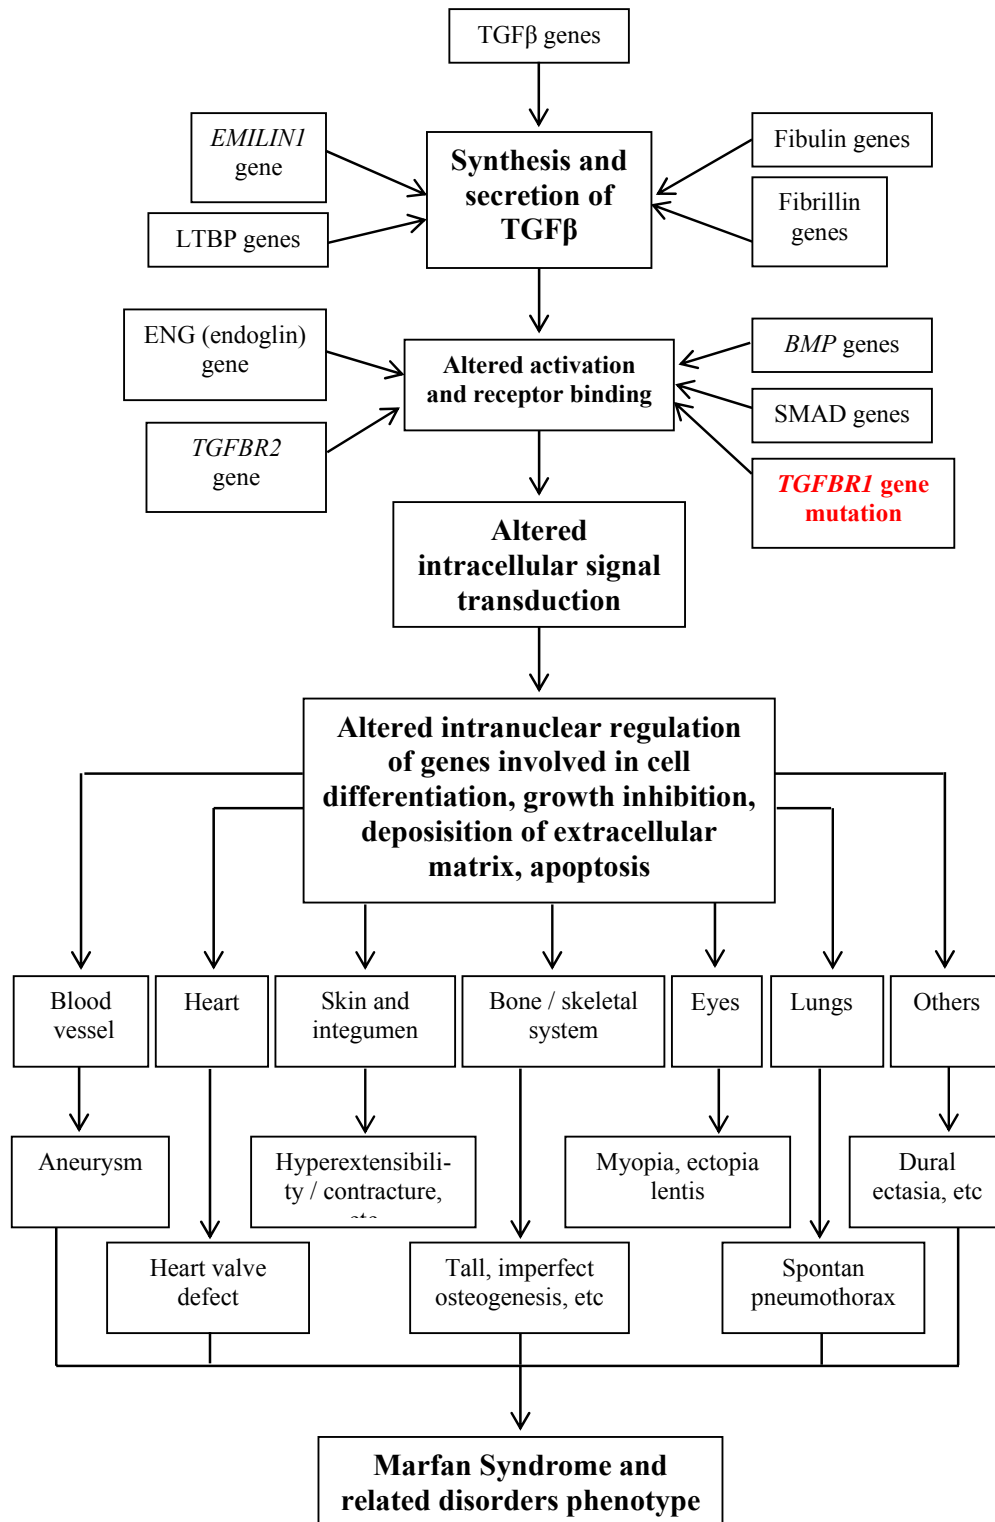 TGFβ genes
EMILIN1
gene
Synthesis and
secretion of
TGFβ
Fibulin genes
LTBP genes
Fibrillin
genes
ENG (endoglin)
gene
Altered activation
and receptor binding
BMP genes
SMAD genes
TGFBR2
gene
TGFBR1 gene
mutation
Altered
intracellular signal
transduction
Altered intranuclear regulation
of genes involved in cell
differentiation, growth inhibition,
deposisition of extracellular
matrix, apoptosis
Blood
vessel
Heart
Skin and
integumen
Bone / skeletal
system
Eyes
Lungs
Others
Aneurysm
Hyperextensibili-
ty / contracture,
etc
Myopia, ectopia
lentis
Dural
ectasia, etc
Heart valve
defect
Tall, imperfect
osteogenesis, etc
Spontan
pneumothorax
Marfan Syndrome and
related disorders phenotype